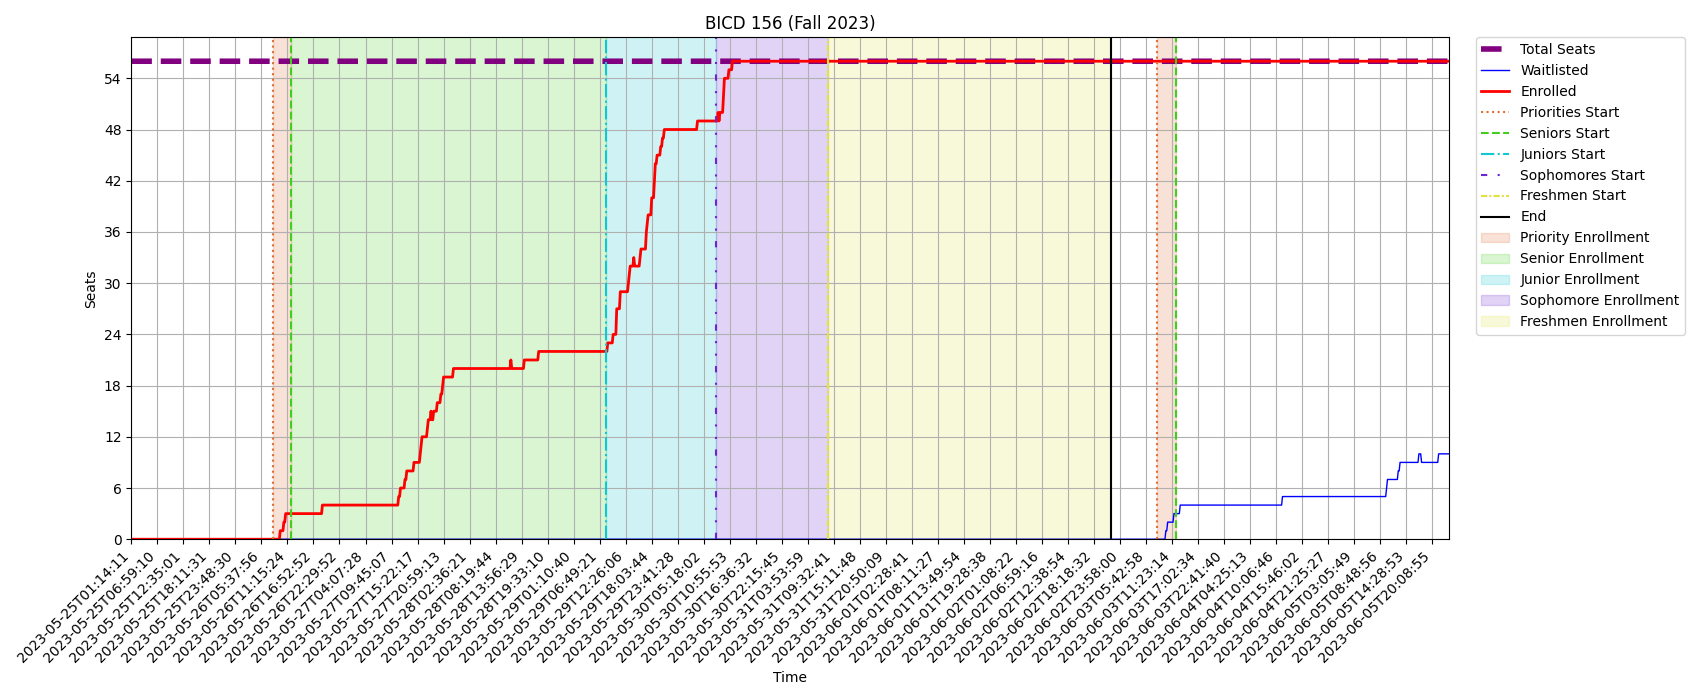 BICD 156 (Fall 2023)
Total Seats
Waitlisted
Enrolled
Priorities Start
Seniors Start
Juniors Start
Sophomores Start
Freshmen Start
End
Priority Enrollment
Senior Enrollment
Junior Enrollment
Sophomore Enrollment
Freshmen Enrollment
Seats
54
48
42
36
30
24
18
12
6
0
2023-05-25T01:14:11
2023-05-25T06:59:10
2023-05-25T12:35:01
2023-05-25T18:11:31
2023-05-25T23:48:30
2023-05-26T05:37:56
2023-05-26T11:15:24
2023-05-26T16:52:52
2023-05-26T22:29:52
2023-05-27T04:07:28
2023-05-27T09:45:07
2023-05-27T15:22:17
2023-05-27T20:59:13
2023-05-28T02:36:21
2023-05-28T08:19:44
2023-05-28T13:56:29
2023-05-28T19:33:10
2023-05-29T01:10:40
2023-05-29T06:49:21
2023-05-29T12:26:06
2023-05-29T18:03:44
2023-05-29T23:41:28
2023-05-30T05:18:02
2023-05-30T10:55:53
2023-05-30T16:36:32
2023-05-30T22:15:45
2023-05-31T03:53:59
2023-05-31T09:32:41
2023-05-31T15:11:48
2023-05-31T20:50:09
2023-06-01T02:28:41
2023-06-01T08:11:27
2023-06-01T13:49:54
2023-06-01T19:28:38
2023-06-02T01:08:22
2023-06-02T06:59:16
2023-06-02T12:38:54
2023-06-02T18:18:32
2023-06-02T23:58:00
2023-06-03T05:42:58
2023-06-03T11:23:14
2023-06-03T17:02:34
2023-06-03T22:41:40
2023-06-04T04:25:13
2023-06-04T10:06:46
2023-06-04T15:46:02
2023-06-04T21:25:27
2023-06-05T03:05:49
2023-06-05T08:48:56
2023-06-05T14:28:53
2023-06-05T20:08:55
Time